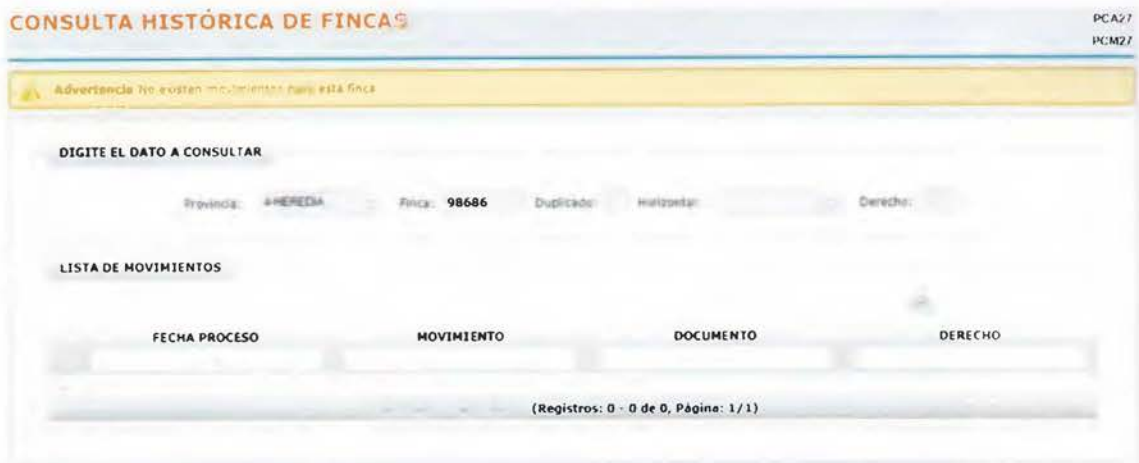 CONSULTA HISTÓRICA DE FINCAS
PCA27
PCM27
Advertencia No existen movimientos para esta finca
DIGITE EL DATO A CONSULTAR
Provincia: 4-HEREDIA Finca: 98686 Duplicado: Horizontal: Derecho:
LISTA DE MOVIMIENTOS
FECHA PROCESO MOVIMIENTO DOCUMENTO DERECHO
(Registros: 0 - 0 de 0, Página: 1/1)